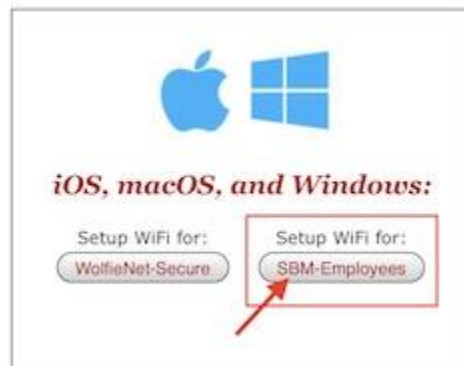 iOS, macOS, and Windows:
Setup WiFi for:
WolfieNet-Secure
Setup WiFi for:
SBM-Employees